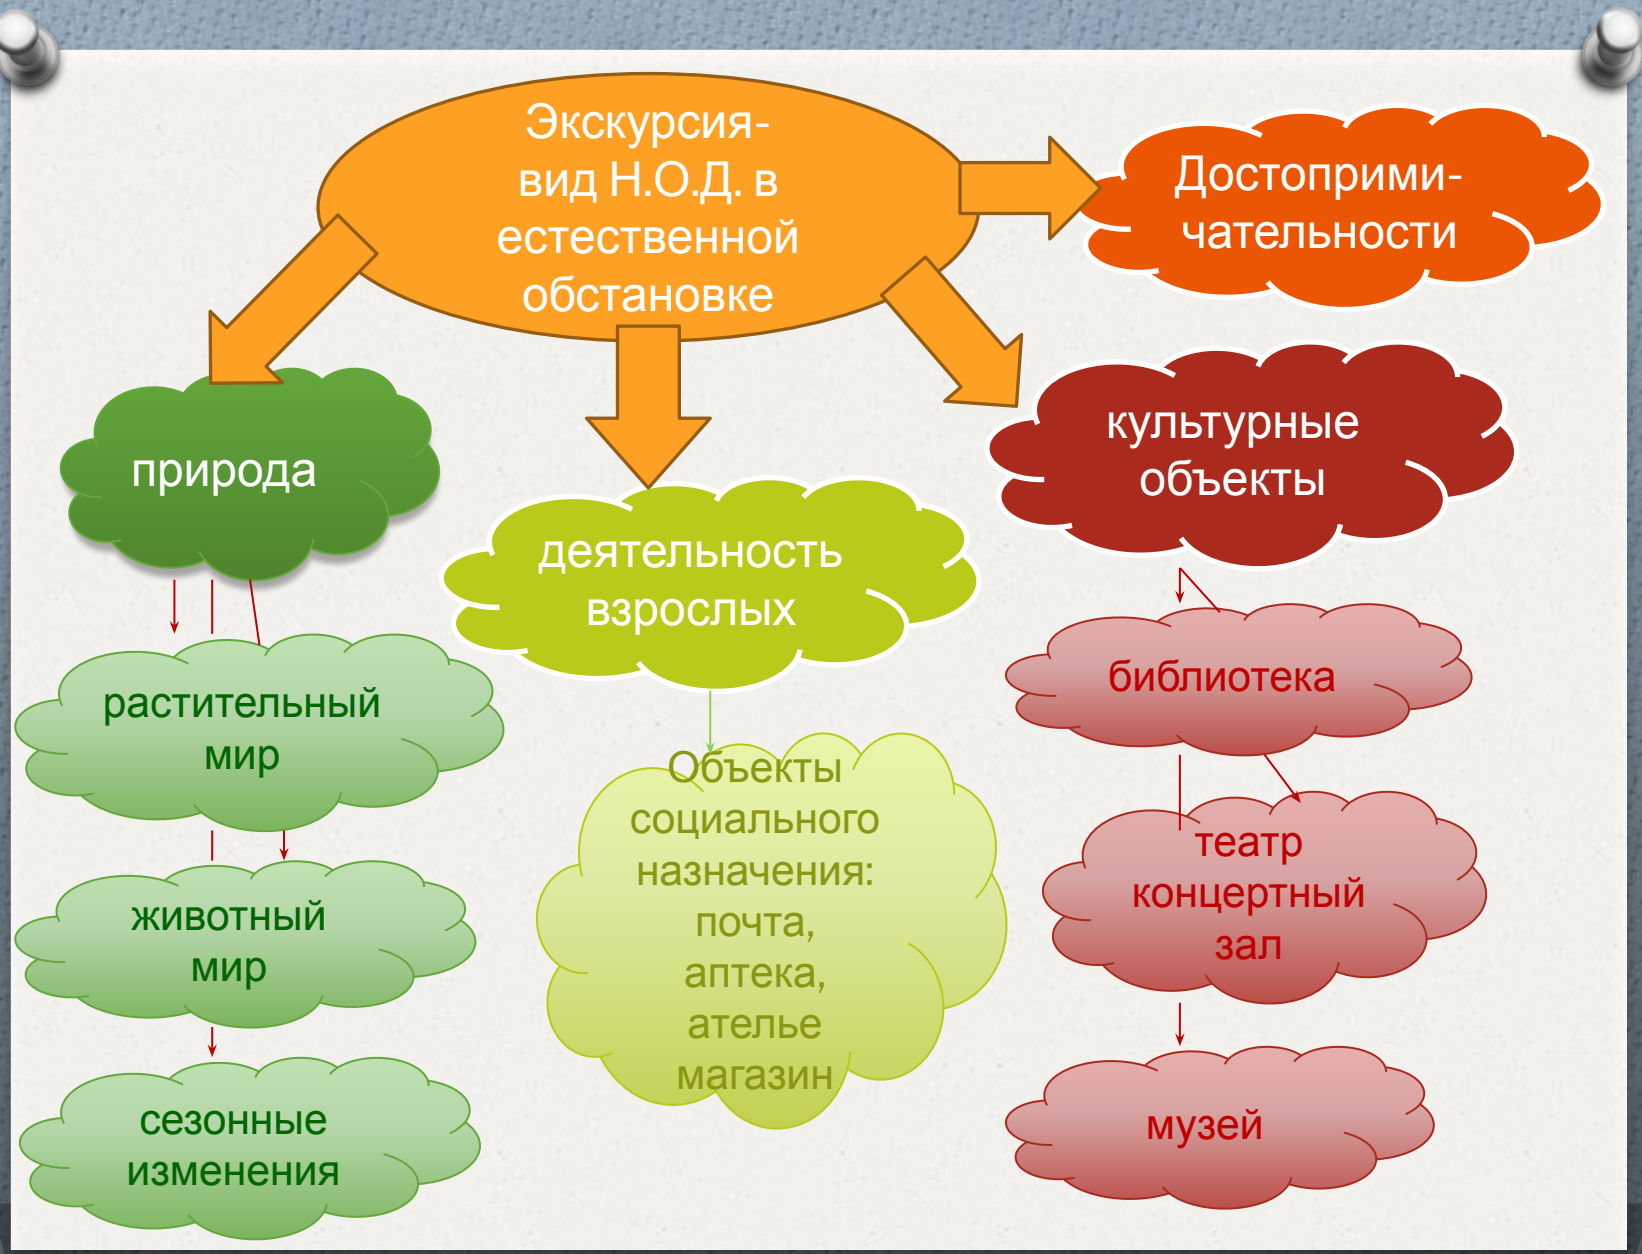 Экскурсия-
вид Н.О.Д. в
естественной
обстановке
Достоприми-
чательности
природа
культурные
объекты
деятельность
взрослых
растительный
мир
животный
мир
сезонные
изменения
Объекты
социального
назначения:
почта,
аптека,
ателье
магазин
библиотека
театр
концертный
зал
музей